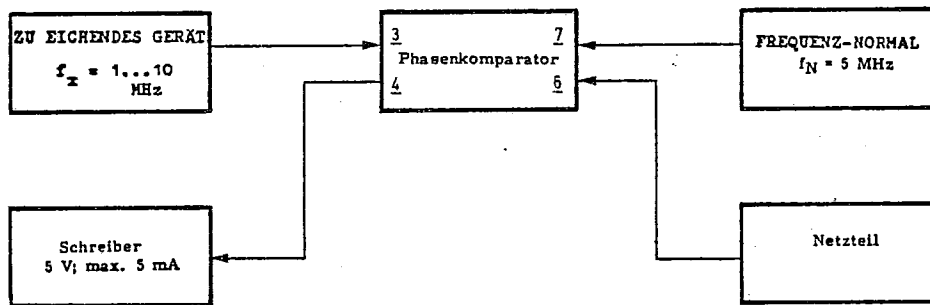 ZU EICHENDES GERÄT
fx = 1...10
MHz
3
7
Phasenkomparator
4
6
FREQUENZ-NORMAL
fN = 5 MHz
Schreiber
5 V; max. 5 mA
Netzteil